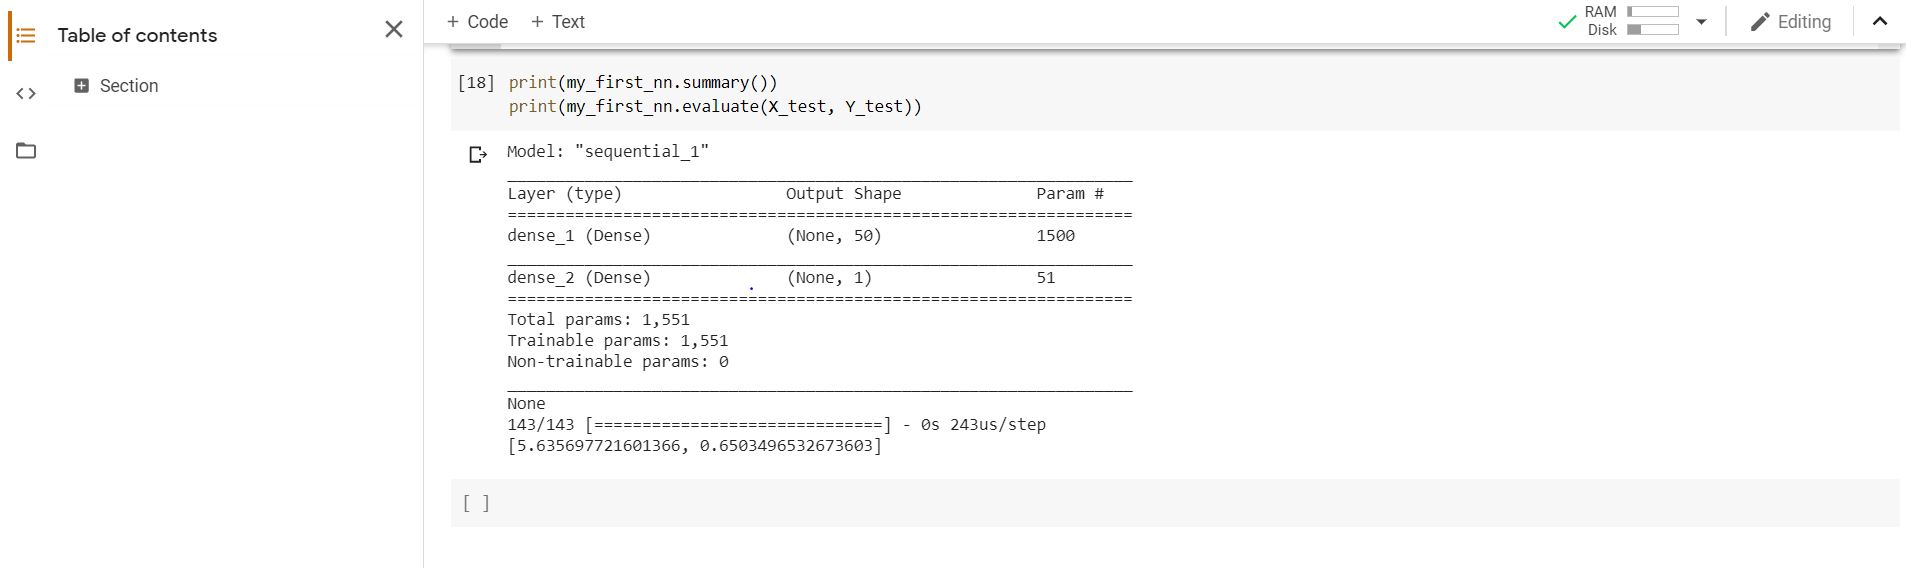 Table of contents
Section
+ Code + Text
RAM
Disk
Editing
[18] print(my_first_nn.summary())
print(my_first_nn.evaluate(X_test, Y_test))
Model: "sequential_1"
_________________________________________________________________
Layer (type) Output Shape Param #
=================================================================
dense_1 (Dense) (None, 50) 1500
_________________________________________________________________
dense_2 (Dense) (None, 1) 51
=================================================================
Total params: 1,551
Trainable params: 1,551
Non-trainable params: 0
_________________________________________________________________
None
143/143 [==============================] - 0s 243us/step
[5.635697721601366, 0.6503496532673603]
[ ]